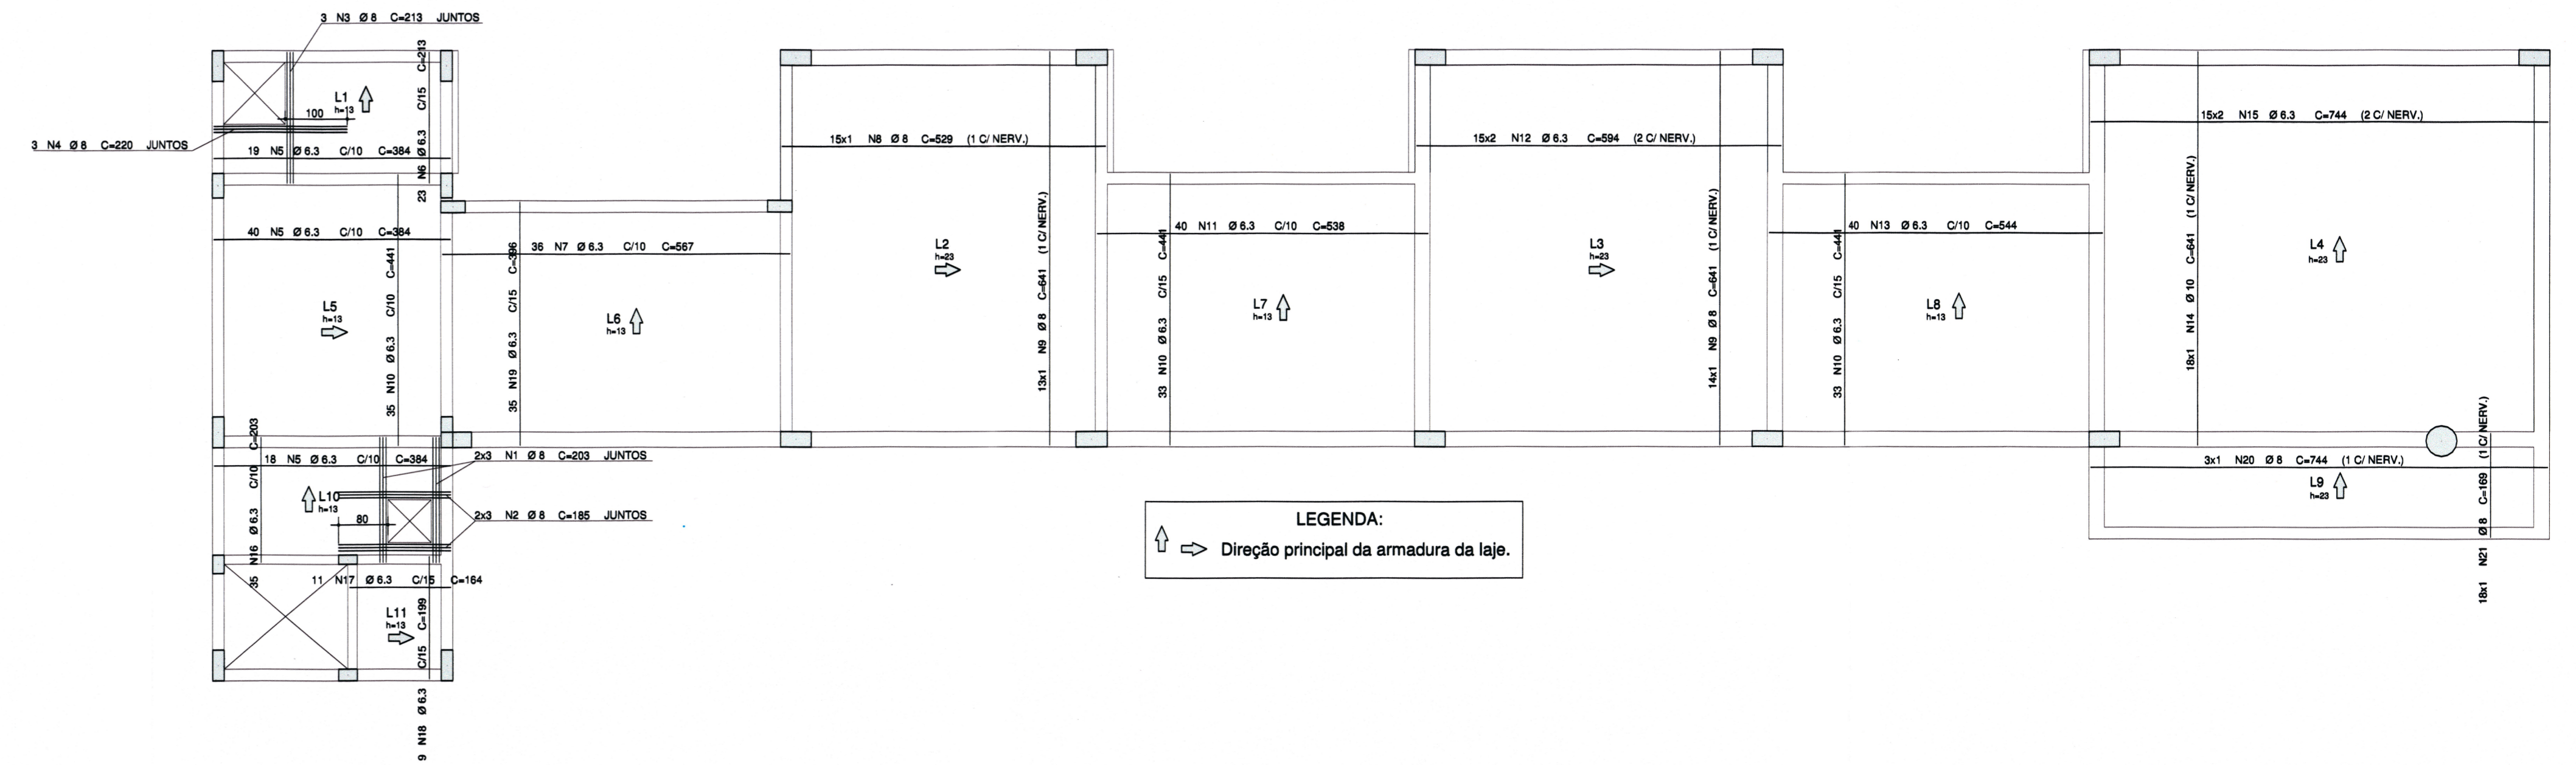 3 N3 Ø 8 C=213 JUNTOS
23 N6 Ø 6.3 C/15 C=213
L1
h=13
100
3 N4 Ø 8 C=220 JUNTOS
19 N5 Ø 6.3 C/10 C=384
40 N5 Ø 6.3 C/10 C=384
35 N10 Ø 6.3 C/10 C=441
L5
h=13
35 N19 Ø 6.3 C/15 C=396
36 N7 Ø 6.3 C/10 C=567
L6
h=13
15x1 N8 Ø 8 C=529 (1 C/ NERV.)
L2
h=23
13x1 N9 Ø 8 C=641 (1 C/ NERV.)
40 N11 Ø 6.3 C/10 C=538
33 N10 Ø 6.3 C/15 C=441
L7
h=13
15x2 N12 Ø 6.3 C=594 (2 C/ NERV.)
L3
h=23
14x1 N9 Ø 8 C=641 (1 C/ NERV.)
40 N13 Ø 6.3 C/10 C=544
33 N10 Ø 6.3 C/15 C=441
L8
h=13
15x2 N15 Ø 6.3 C=744 (2 C/ NERV.)
18x1 N14 Ø 10 C=641 (1 C/ NERV.)
L4
h=23
3x1 N20 Ø 8 C=744 (1 C/ NERV.)
L9
h=23
18x1 N21 Ø 8 C=169 (1 C/ NERV.)
35 N16 Ø 6.3 C/10 C=203
18 N5 Ø 6.3 C/10 C=384
2x3 N1 Ø 8 C=203 JUNTOS
L10
h=13
80
2x3 N2 Ø 8 C=185 JUNTOS
11 N17 Ø 6.3 C/15 C=164
L11
h=13
9 N18 Ø 6.3 C/15 C=199
LEGENDA:
Direção principal da armadura da laje.